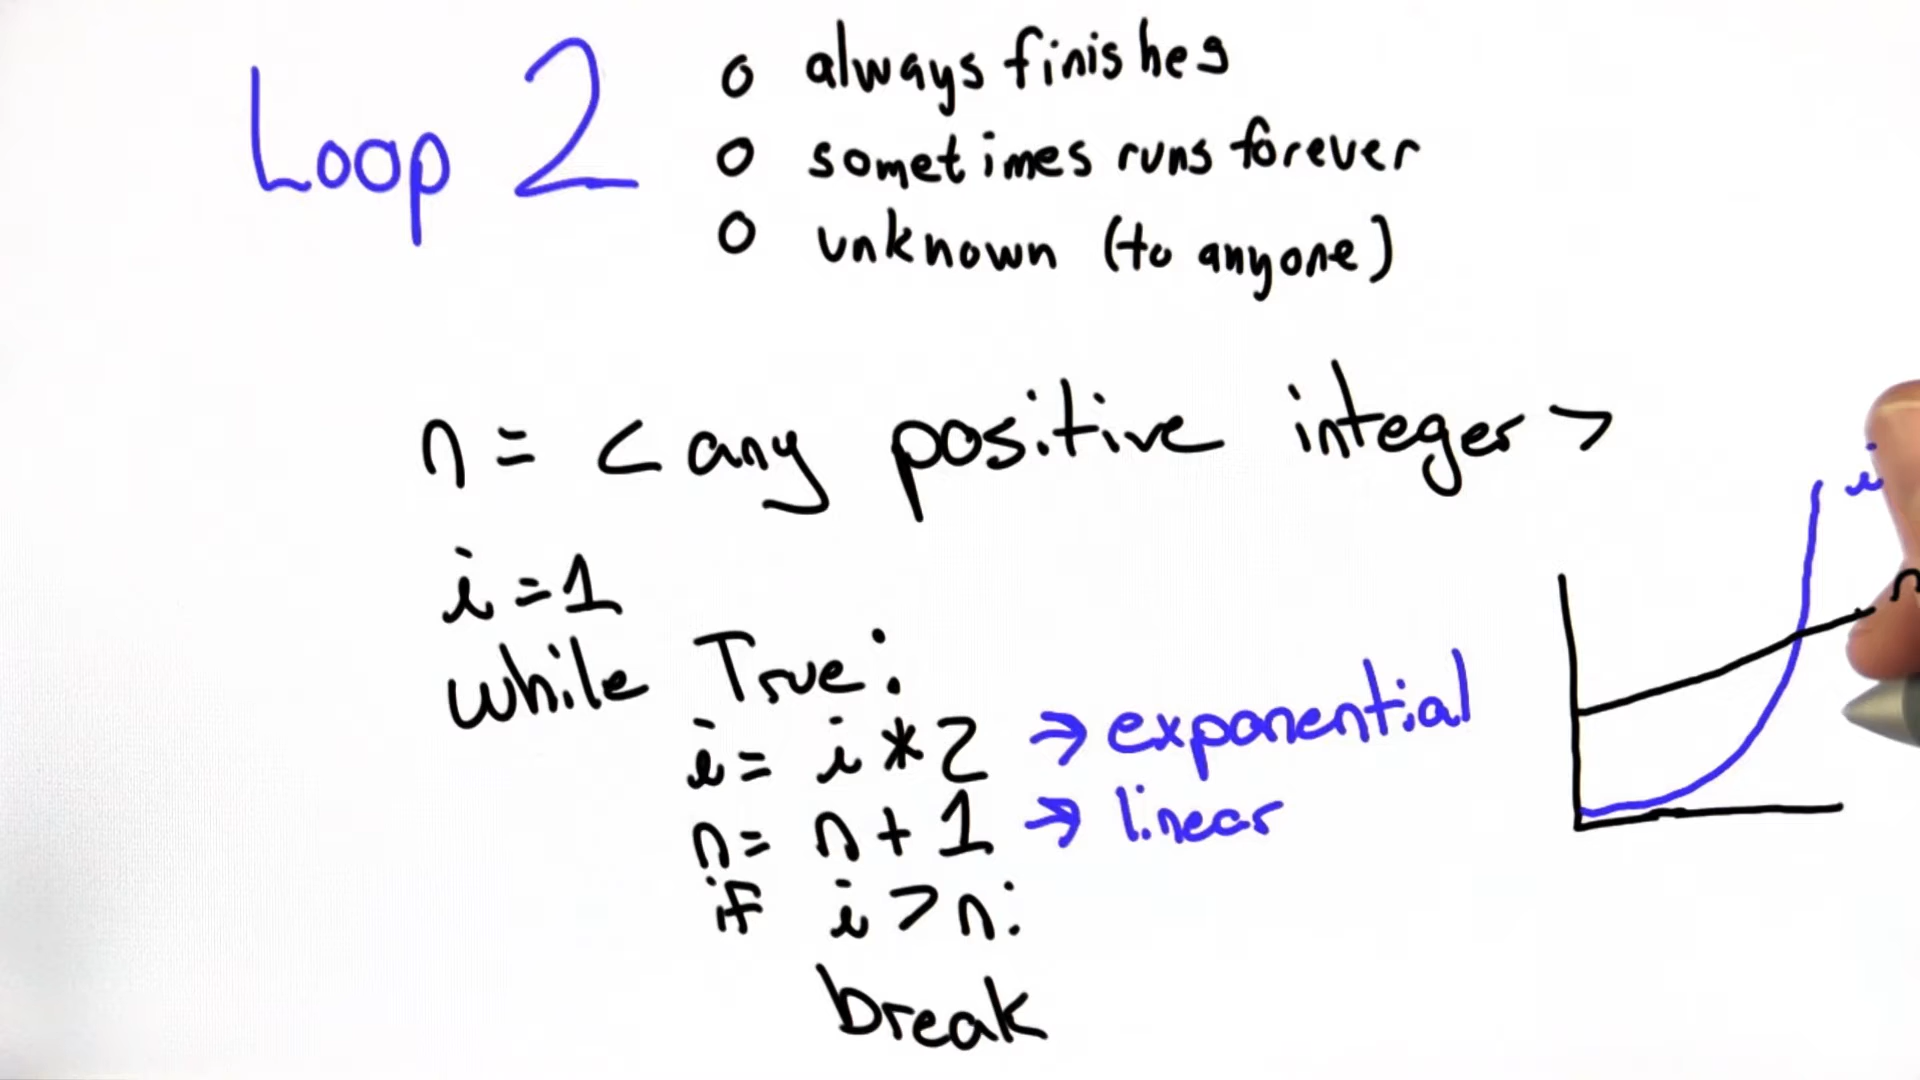 Loop 2
o always finishes
o sometimes runs forever
o unknown (to anyone)
n = <any positive integer>
i = 1
while True:
i = i * 2 → exponential
n = n + 1 → linear
if i > n:
break
i
n